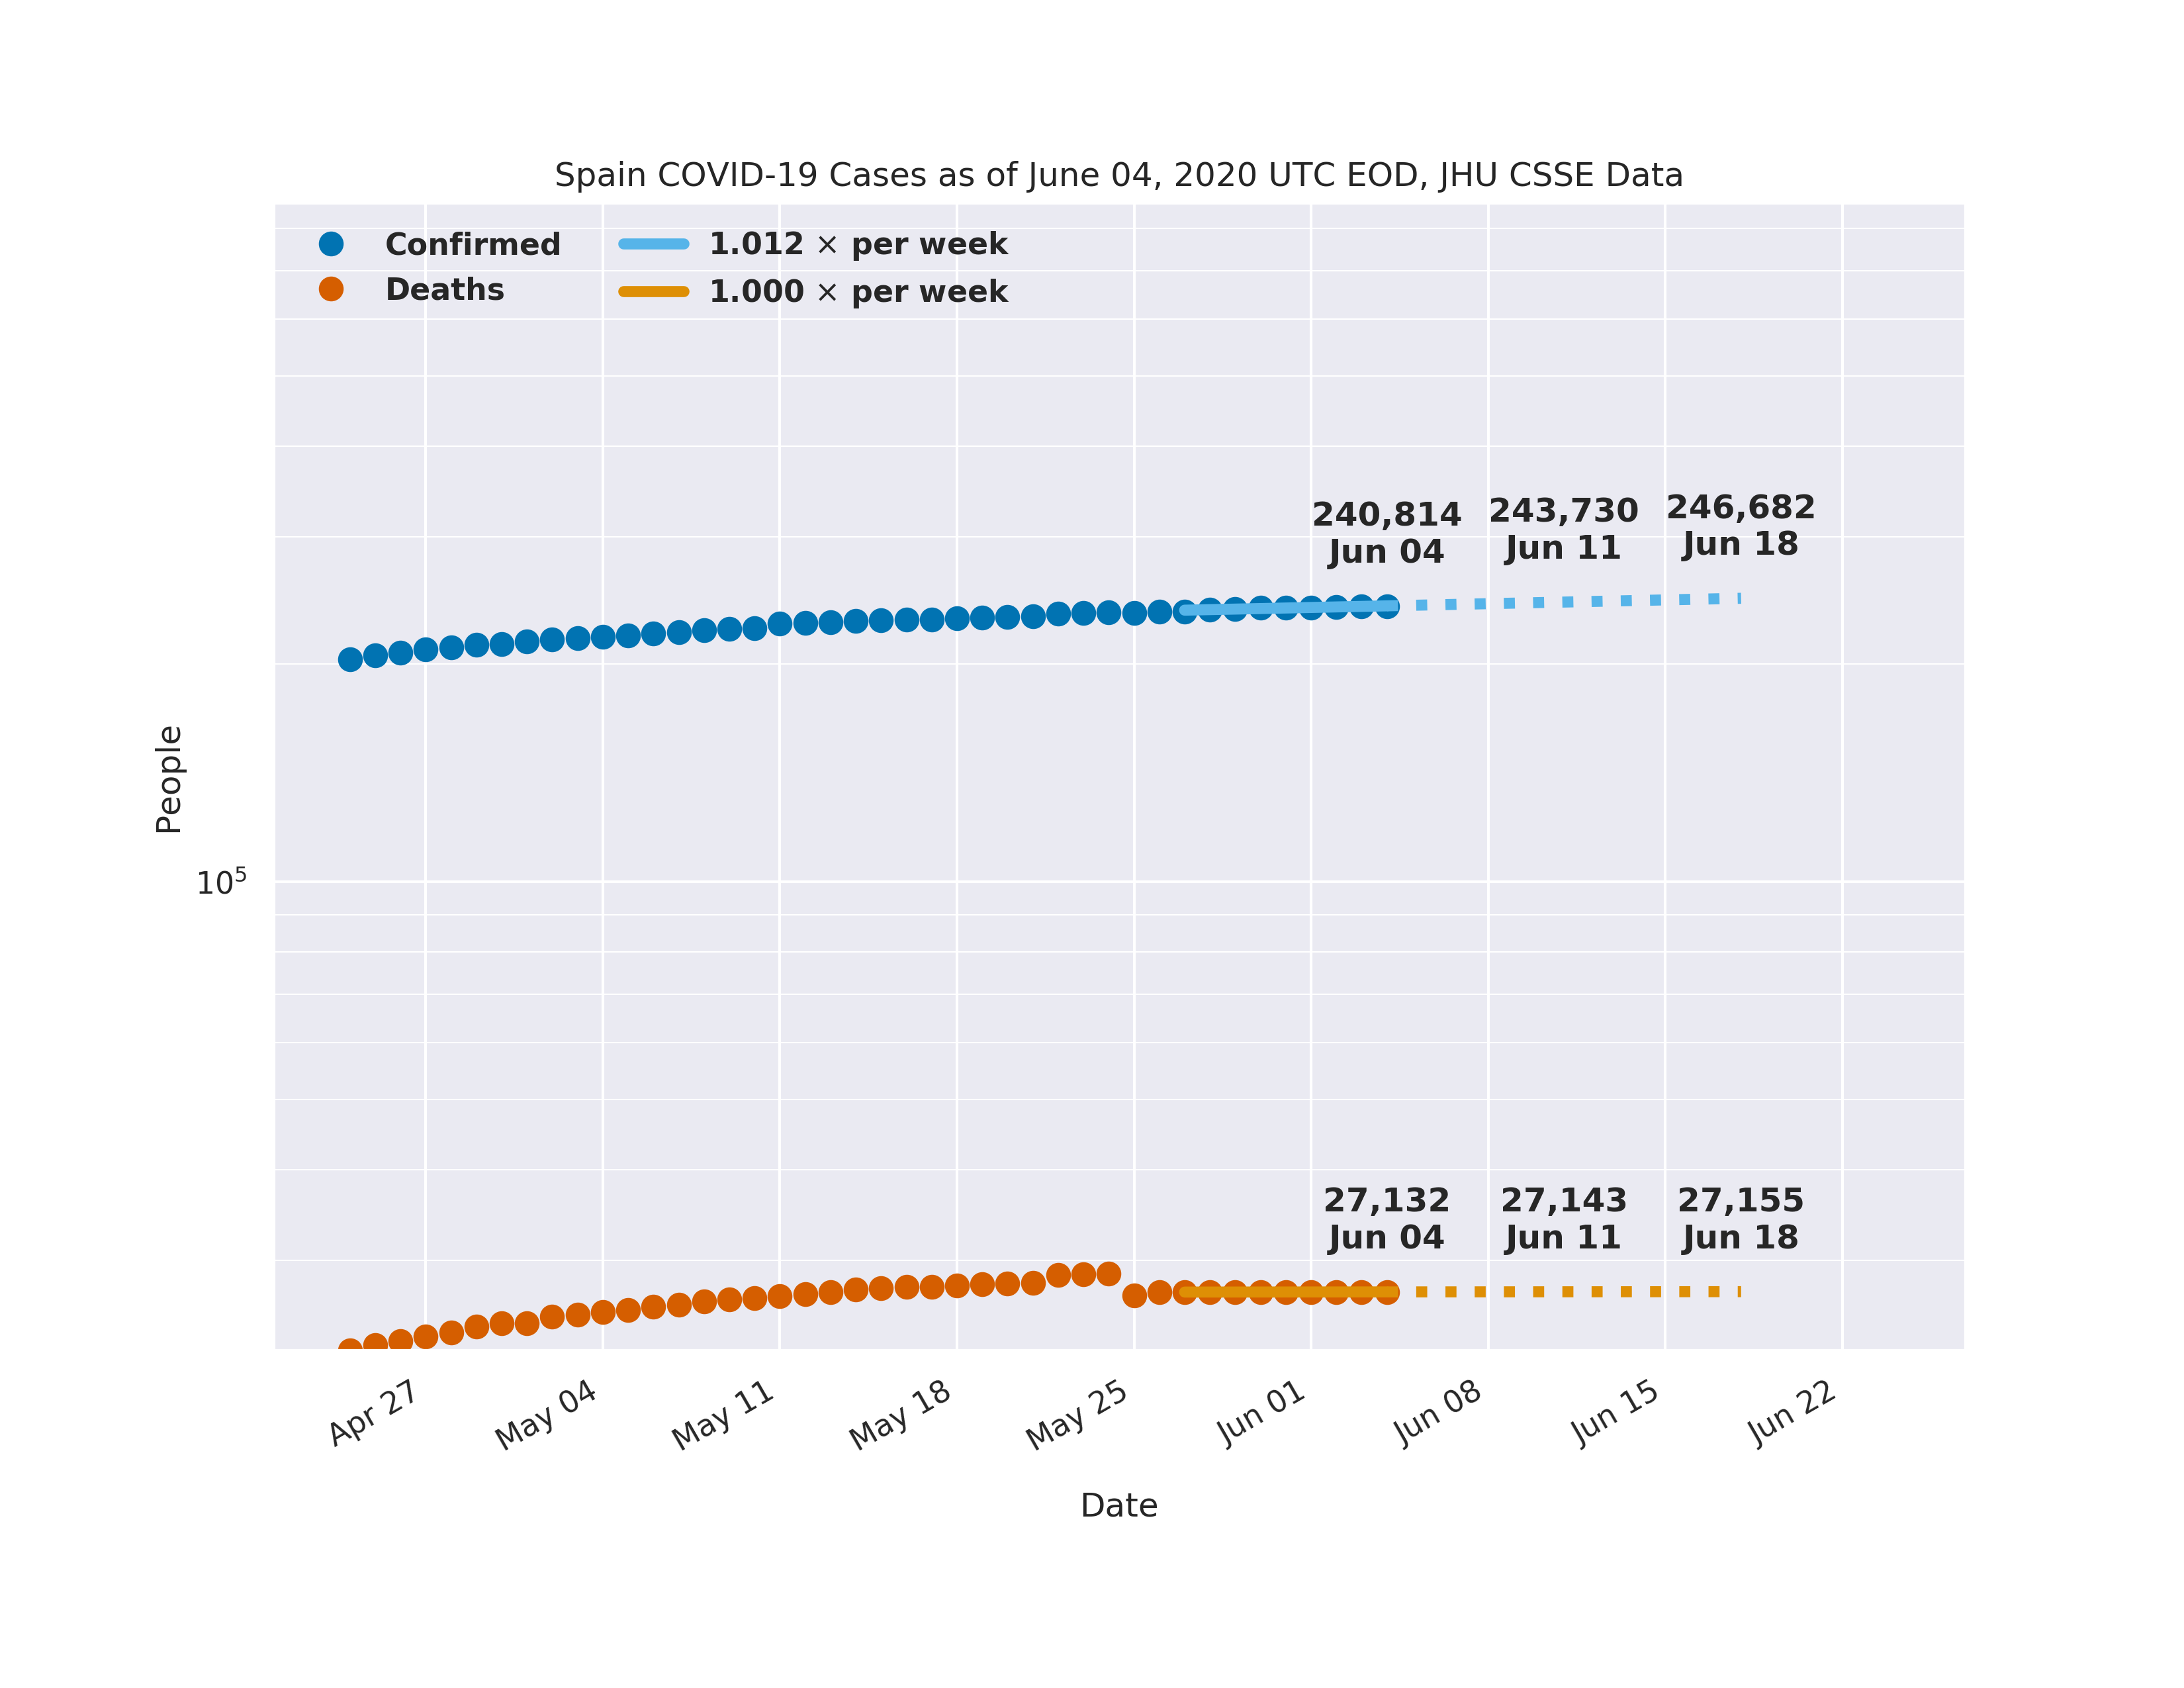 Spain COVID-19 Cases as of June 04, 2020 UTC EOD, JHU CSSE Data
Confirmed
Deaths
1.012 × per week
1.000 × per week
240,814
Jun 04
243,730
Jun 11
246,682
Jun 18
People
10⁵
27,132
Jun 04
27,143
Jun 11
27,155
Jun 18
Apr 27
May 04
May 11
May 18
May 25
Jun 01
Jun 08
Jun 15
Jun 22
Date